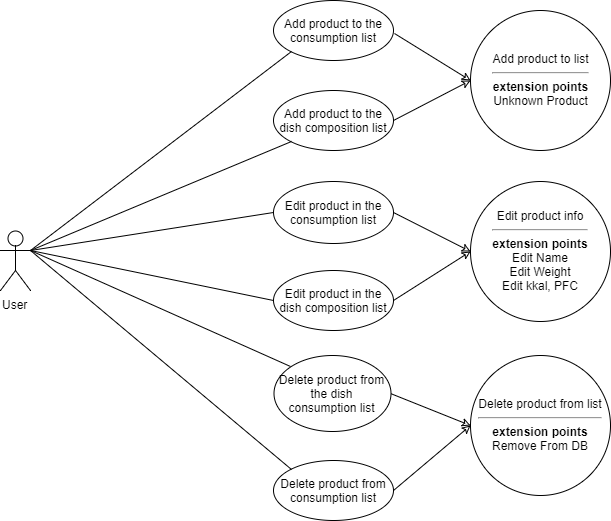 Add product to the
consumption list
Add product to list
extension points
Unknown Product
Add product to the
dish composition list
Edit product in the
consumption list
Edit product info
extension points
Edit Name
Edit Weight
Edit kkal, PFC
User
Edit product in the
dish composition list
Delete product from
the dish
consumption list
Delete product from list
extension points
Remove From DB
Delete product from
consumption list